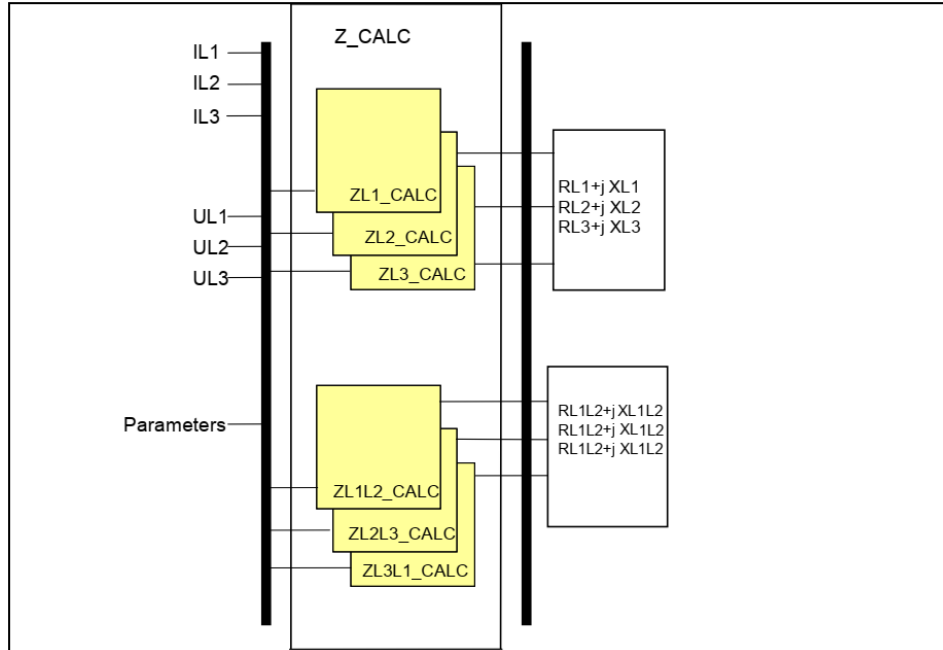 Z_CALC
IL1
IL2
IL3
UL1
UL2
UL3
Parameters
ZL1_CALC
ZL2_CALC
ZL3_CALC
ZL1L2_CALC
ZL2L3_CALC
ZL3L1_CALC
RL1+j XL1
RL2+j XL2
RL3+j XL3
RL1L2+j XL1L2
RL1L2+j XL1L2
RL1L2+j XL1L2